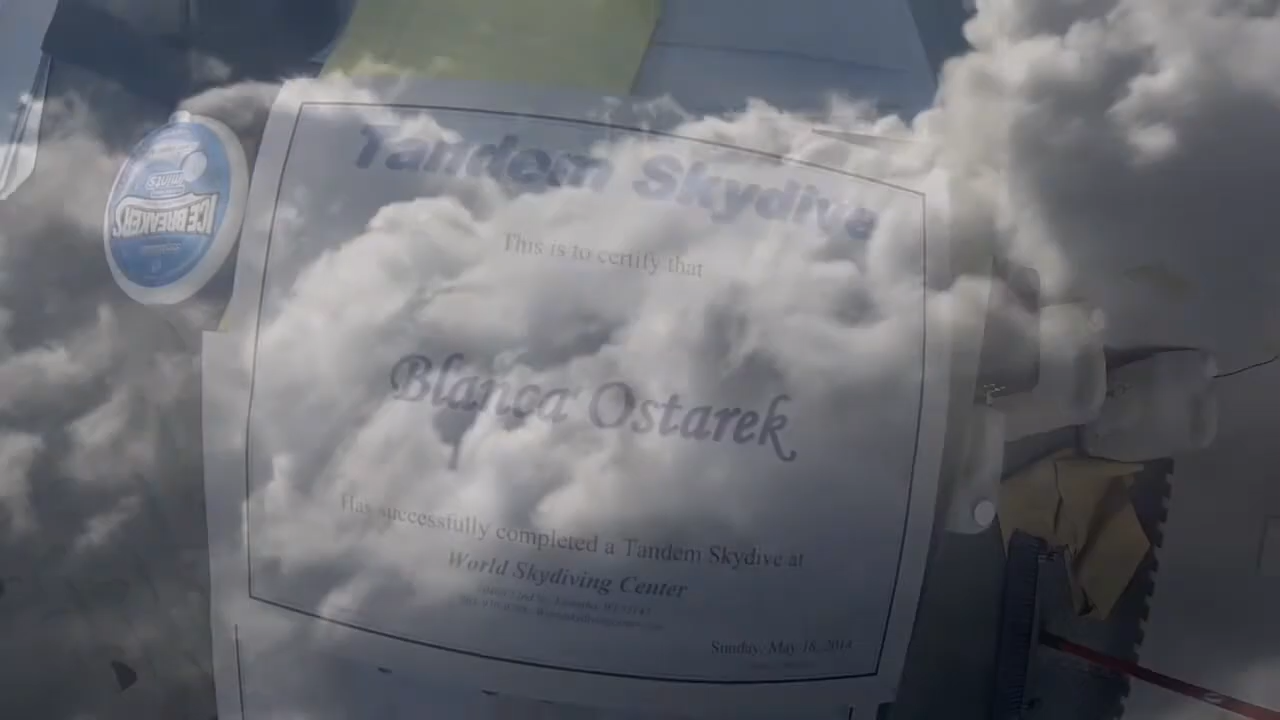 Tandem Skydive
This is to certify that
Blanca Ostarek
Has successfully completed a Tandem Skydive at
World Skydiving Center
Sunday, May 18, 2014
ICE BREAKERS
mints